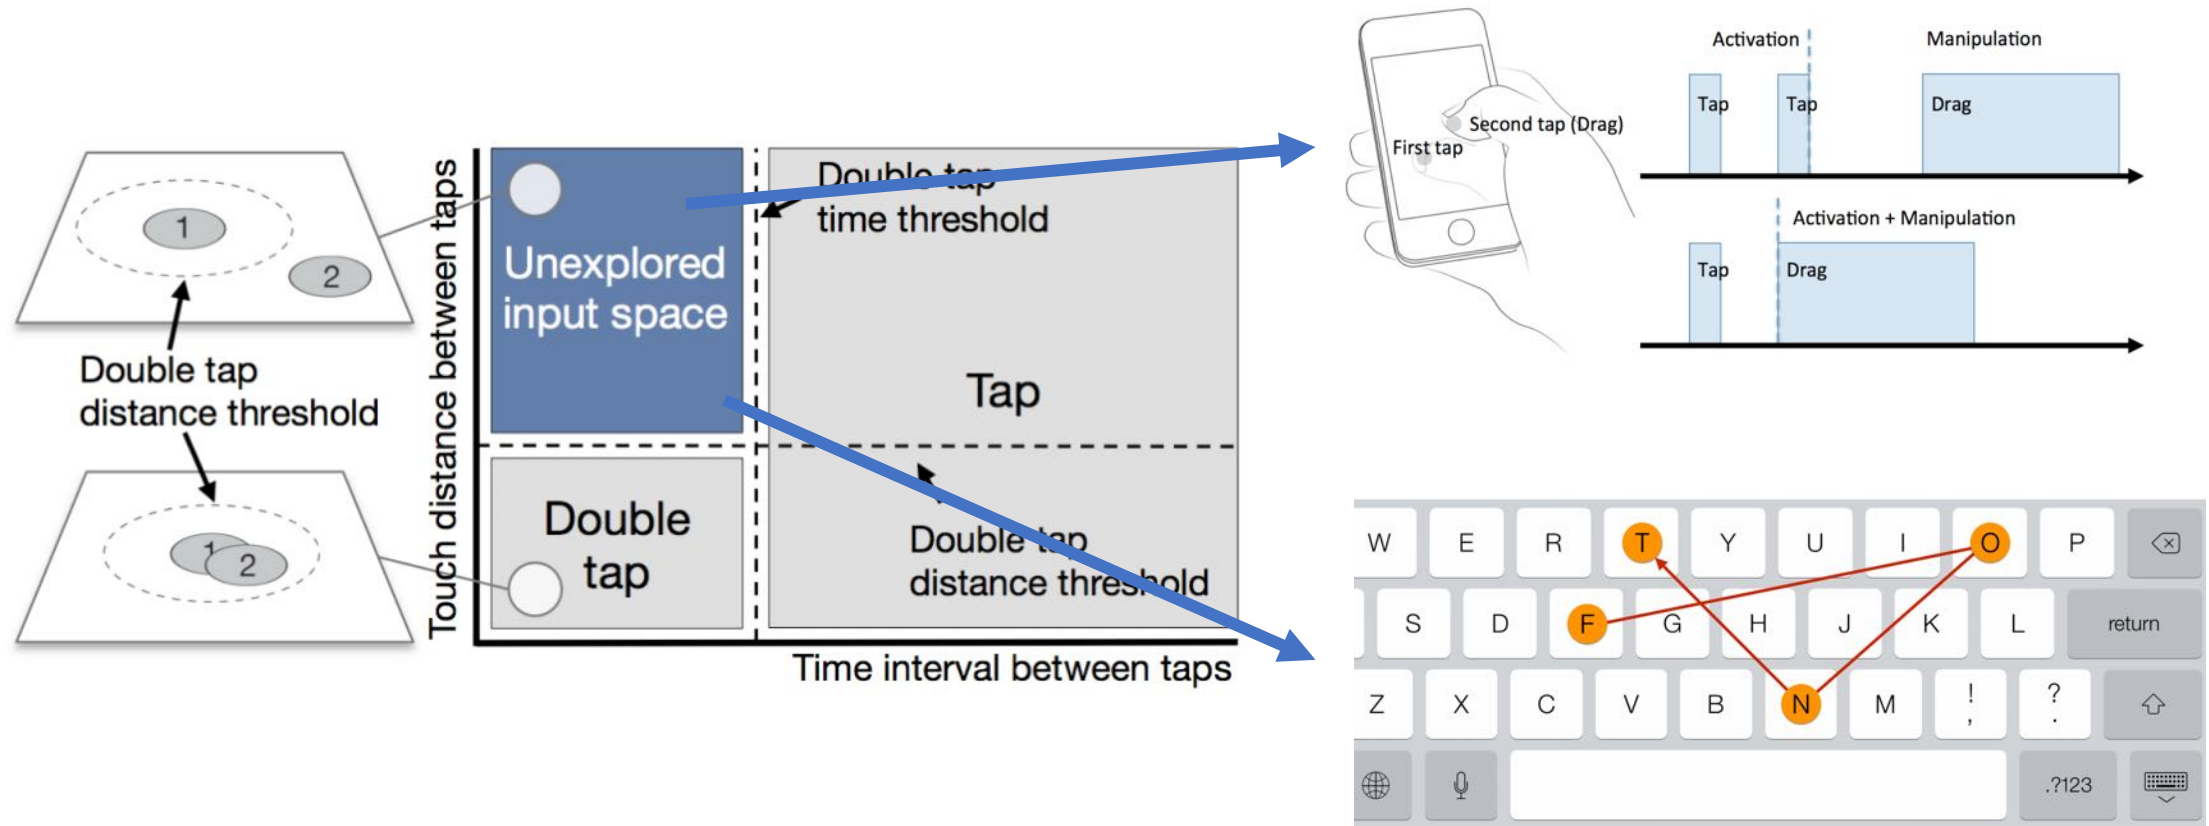 1
2
Double tap
distance threshold
1
2
Touch distance between taps
Unexplored
input space
Double
tap
Double tap
time threshold
Tap
Double tap
distance threshold
Time interval between taps
First tap
Second tap (Drag)
Activation
Manipulation
Tap
Tap
Drag
Activation + Manipulation
Tap
Drag
W E R T Y U I O P
S D F G H J K L return
Z X C V B N M ! , ? .
.?123